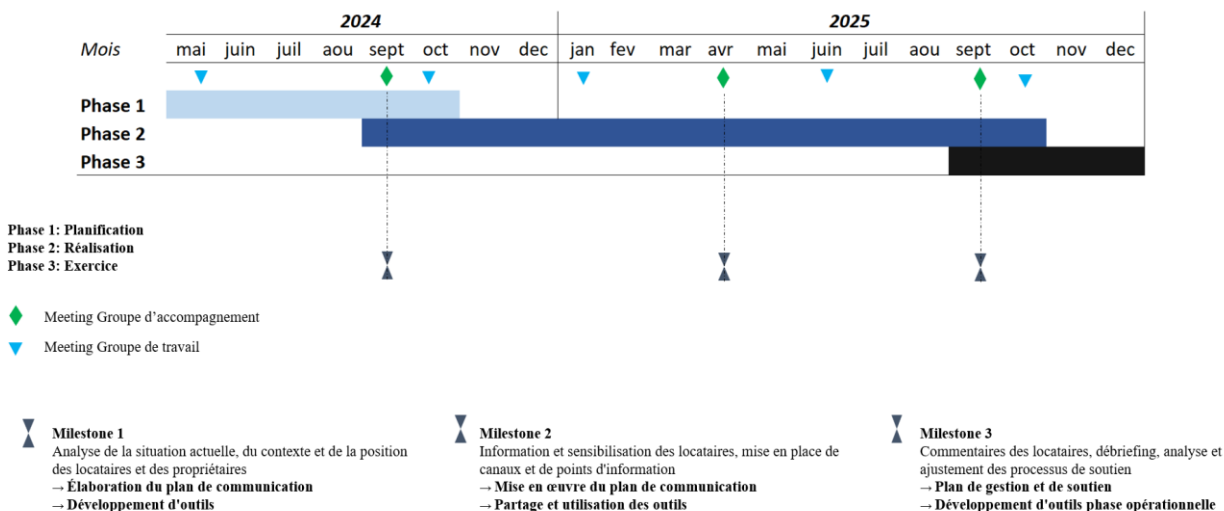 2024 2025
Mois mai juin juil aou sept oct nov dec jan fev mar avr mai juin juil aou sept oct nov dec
Phase 1
Phase 2
Phase 3
Phase 1: Planification
Phase 2: Réalisation
Phase 3: Exercice
Meeting Groupe d'accompagnement
Meeting Groupe de travail
Milestone 1
Analyse de la situation actuelle, du contexte et de la position
des locataires et des propriétaires
→ Élaboration du plan de communication
→ Développement d'outils
Milestone 2
Information et sensibilisation des locataires, mise en place de
canaux et de points d'information
→ Mise en œuvre du plan de communication
→ Partage et utilisation des outils
Milestone 3
Commentaires des locataires, débriefing, analyse et
ajustement des processus de soutien
→ Plan de gestion et de soutien
→ Développement d'outils phase opérationnelle